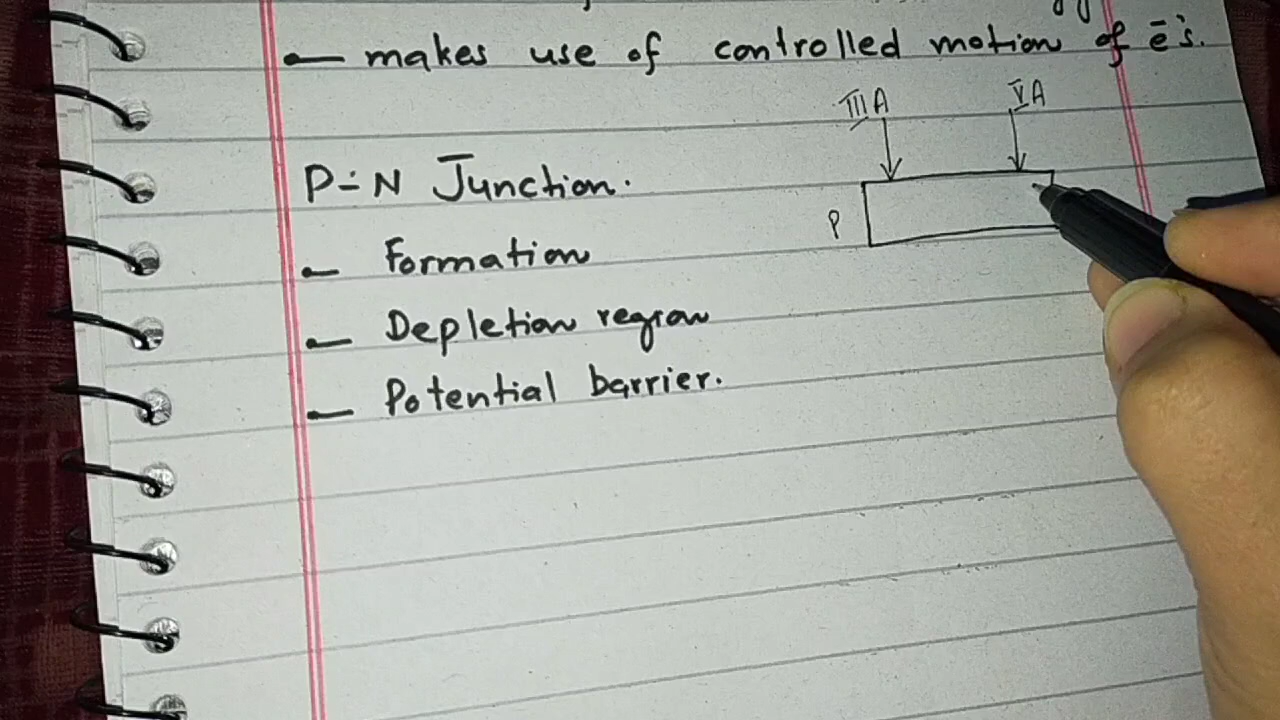 — makes use of controlled motion of ē's.
IIIA VA
P-N Junction.
P
— Formation
— Depletion region
— Potential barrier.